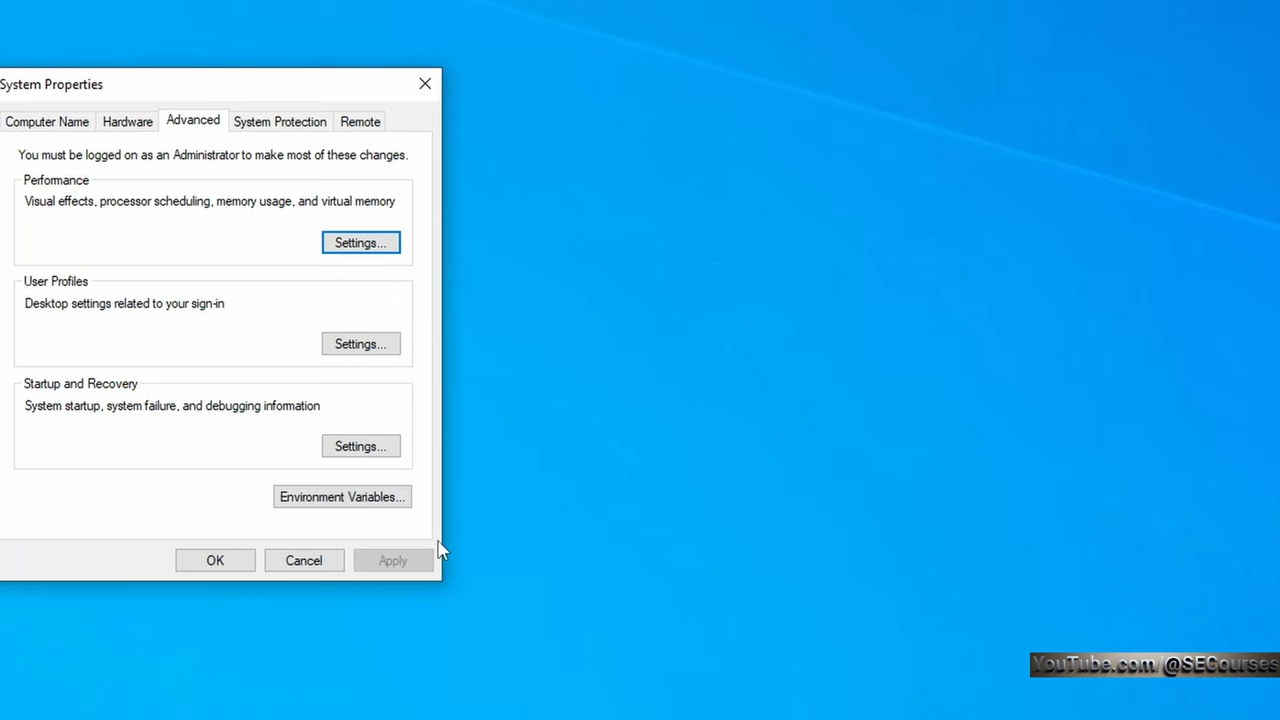 System Properties
Computer Name Hardware Advanced System Protection Remote
You must be logged on as an Administrator to make most of these changes.
Performance
Visual effects, processor scheduling, memory usage, and virtual memory
Settings...
User Profiles
Desktop settings related to your sign-in
Settings...
Startup and Recovery
System startup, system failure, and debugging information
Settings...
Environment Variables...
OK Cancel Apply
YouTube.com/@SECourses